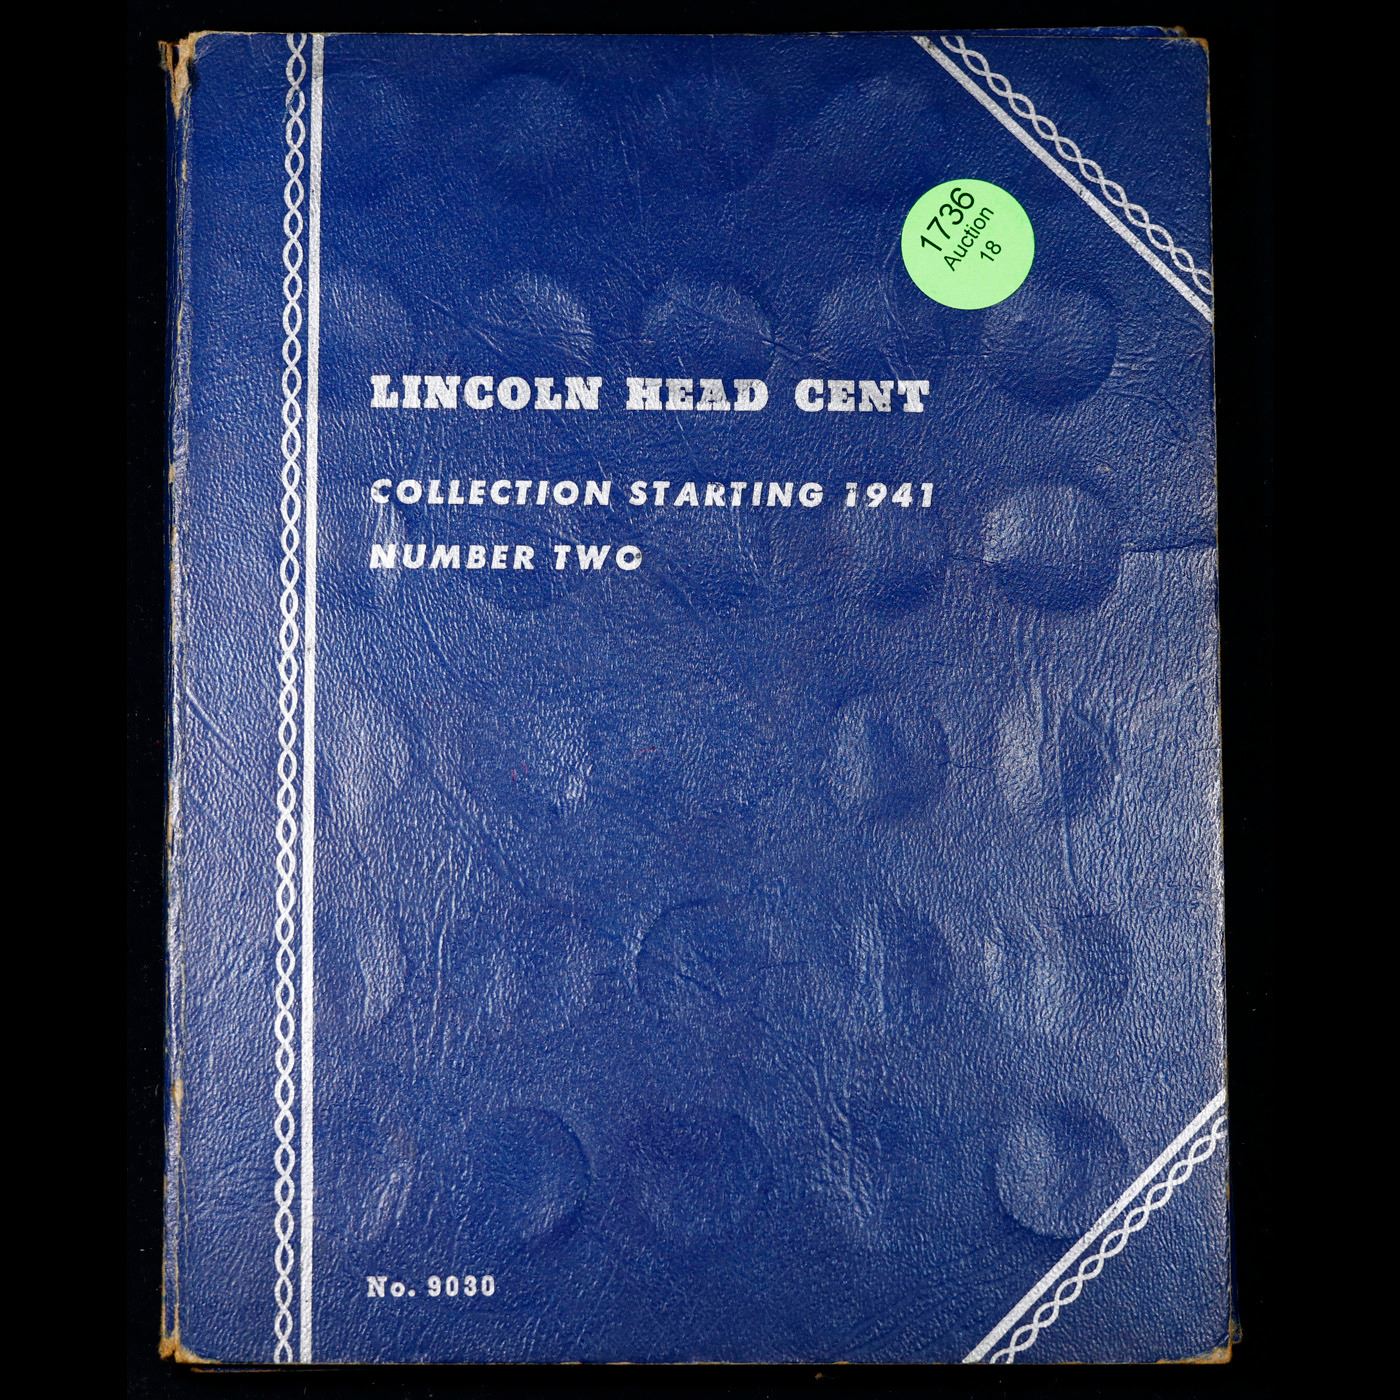 1736
Auction
18
LINCOLN HEAD CENT
COLLECTION STARTING 1941
NUMBER TWO
No. 9030